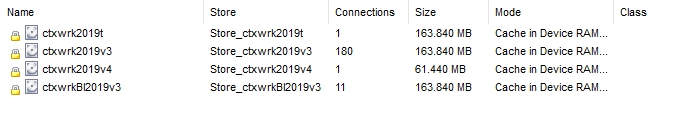 Name Store Connections Size Mode Class
ctxwrk2019t Store_ctxwrk2019t 1 163.840 MB Cache in Device RAM...
ctxwrk2019v3 Store_ctxwrk2019v3 180 163.840 MB Cache in Device RAM...
ctxwrk2019v4 Store_ctxwrk2019v4 1 61.440 MB Cache in Device RAM...
ctxwrkBI2019v3 Store_ctxwrkBI2019v3 11 163.840 MB Cache in Device RAM...